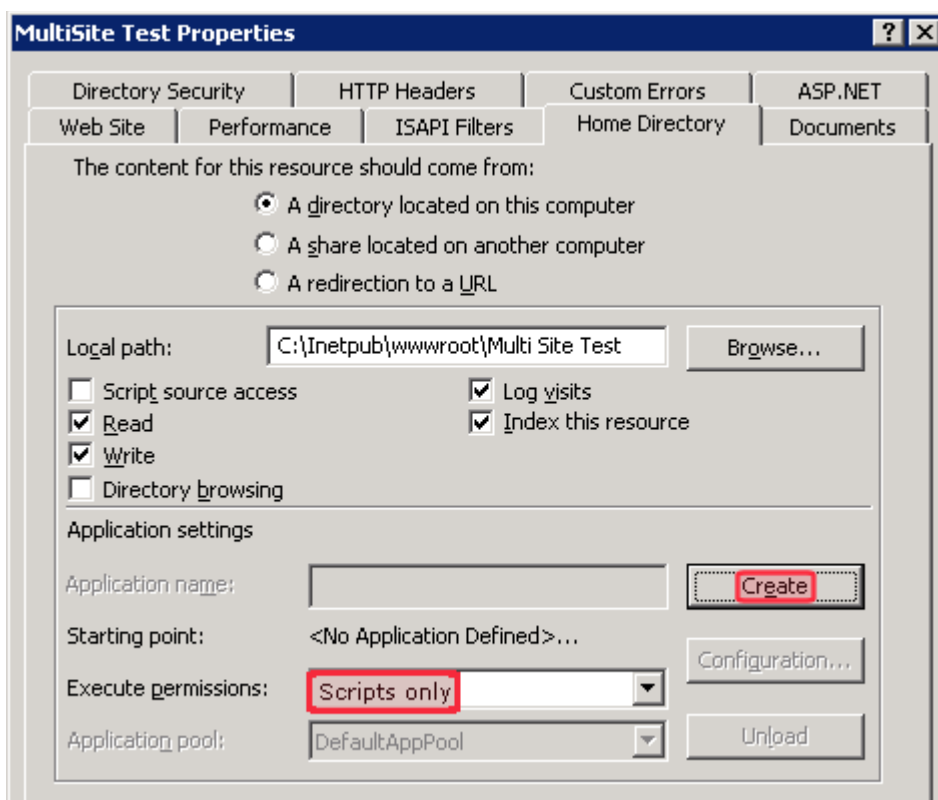 MultiSite Test Properties
Directory Security HTTP Headers Custom Errors ASP.NET
Web Site Performance ISAPI Filters Home Directory Documents
The content for this resource should come from:
A directory located on this computer
A share located on another computer
A redirection to a URL
Local path: C:\Inetpub\wwwroot\Multi Site Test Browse...
Script source access Log visits
Read Index this resource
Write
Directory browsing
Application settings
Application name: Create
Starting point: <No Application Defined>...
Configuration...
Execute permissions: Scripts only
Application pool: DefaultAppPool Unload